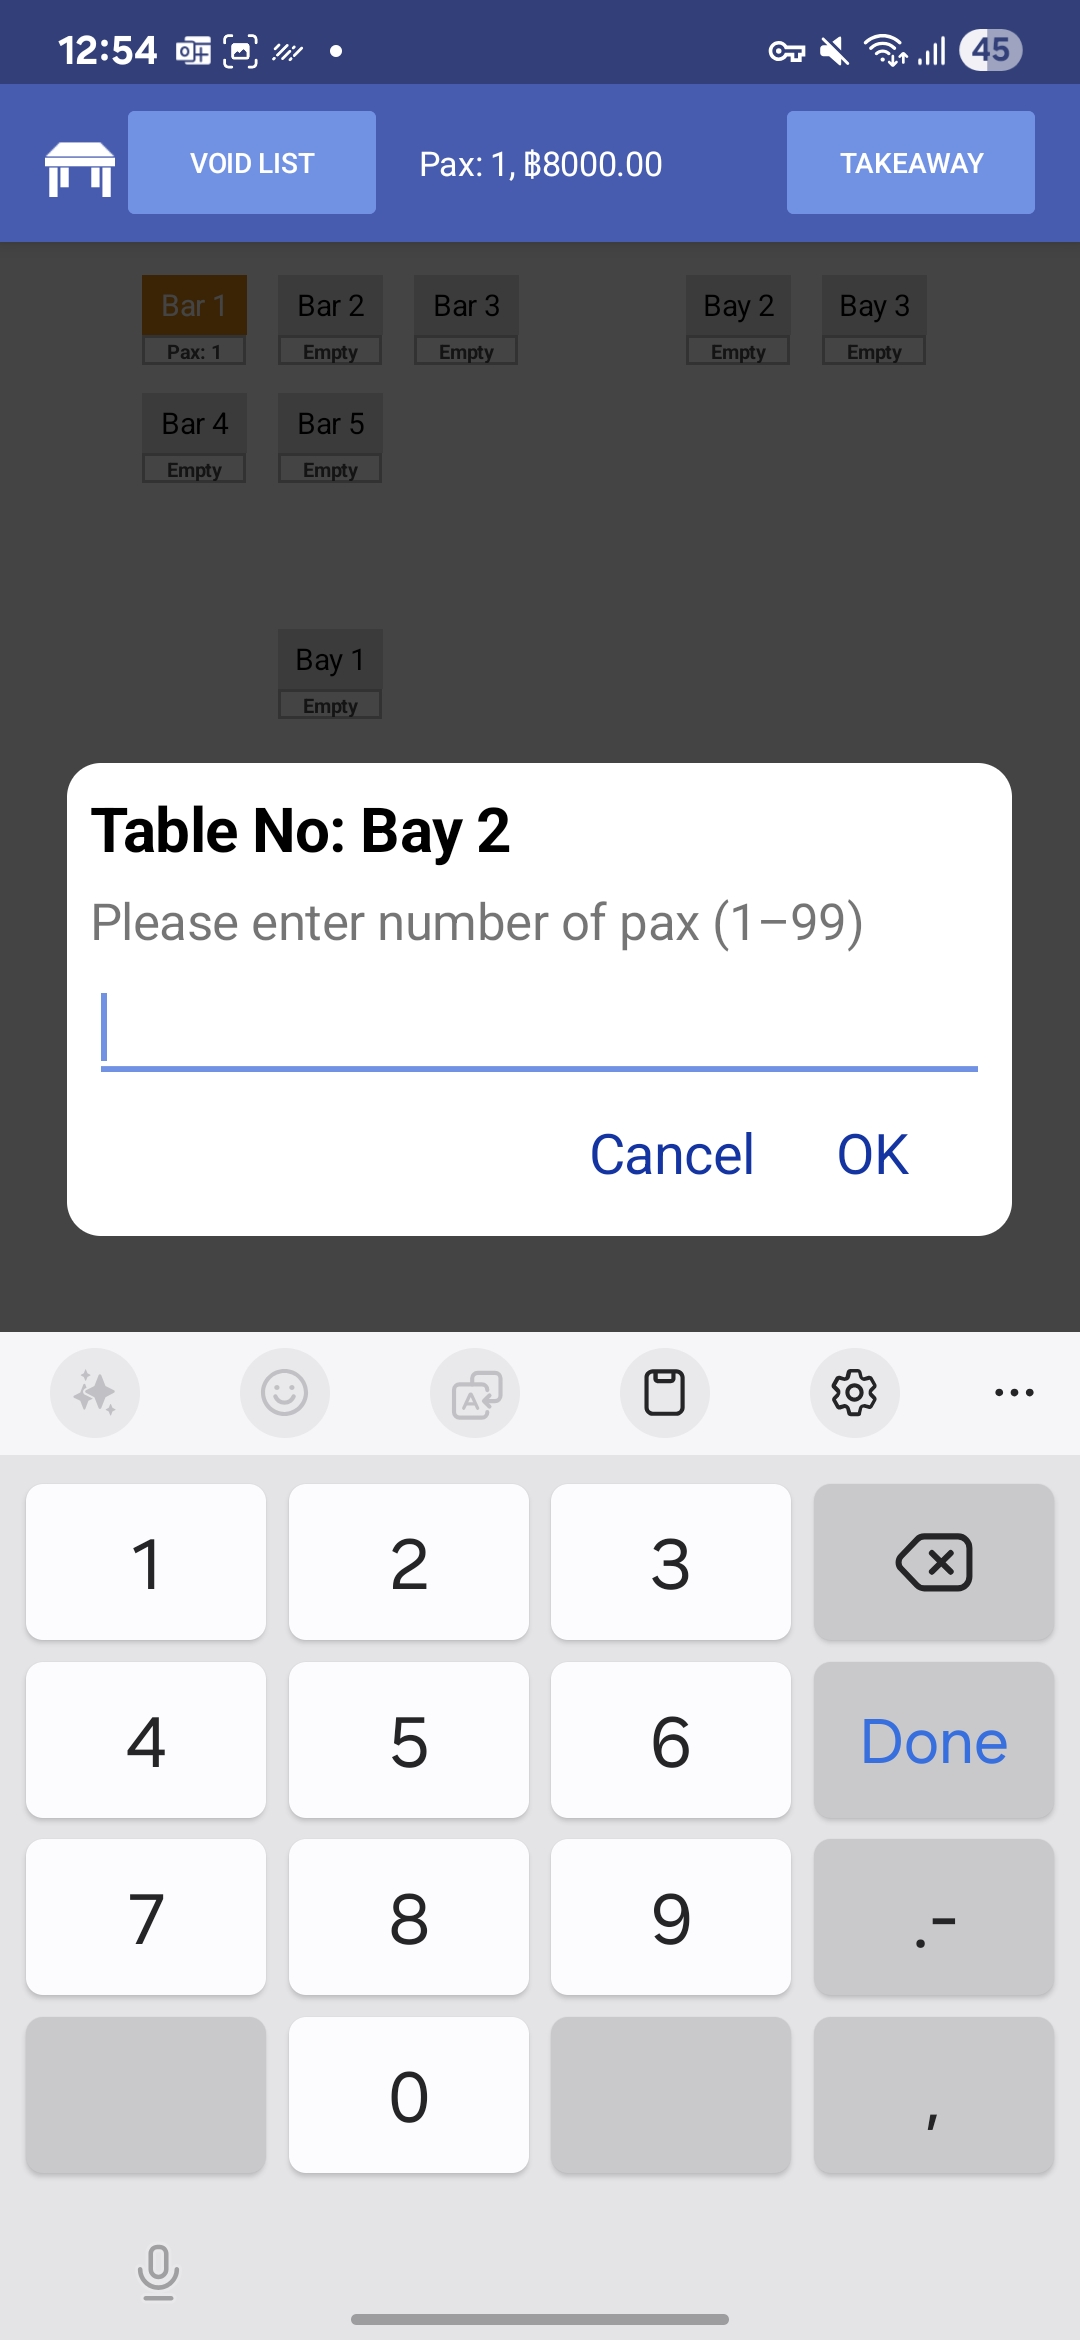 12:54
45
VOID LIST
Pax: 1, ฿8000.00
TAKEAWAY
Bar 1
Bar 2
Bar 3
Bay 2
Bay 3
Pax: 1
Empty
Empty
Empty
Empty
Bar 4
Bar 5
Empty
Empty
Bay 1
Empty
Table No: Bay 2
Please enter number of pax (1–99)
Cancel
OK
1
2
3
4
5
6
Done
7
8
9
.-
0
,